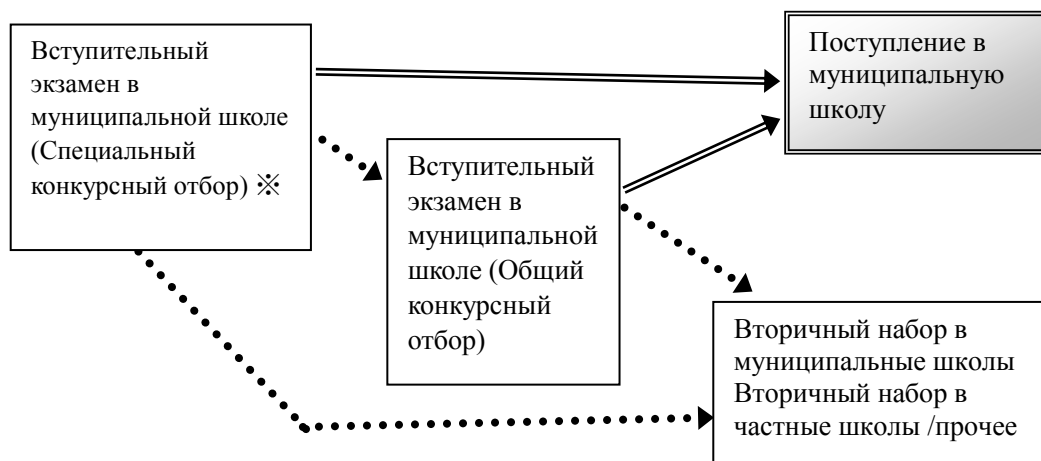 Вступительный
экзамен в
муниципальной школе
(Специальный
конкурсный отбор) ※
Поступление в
муниципальную
школу
Вступительный
экзамен в
муниципальной
школе (Общий
конкурсный
отбор)
Вторичный набор в
муниципальные школы
Вторичный набор в
частные школы /прочее